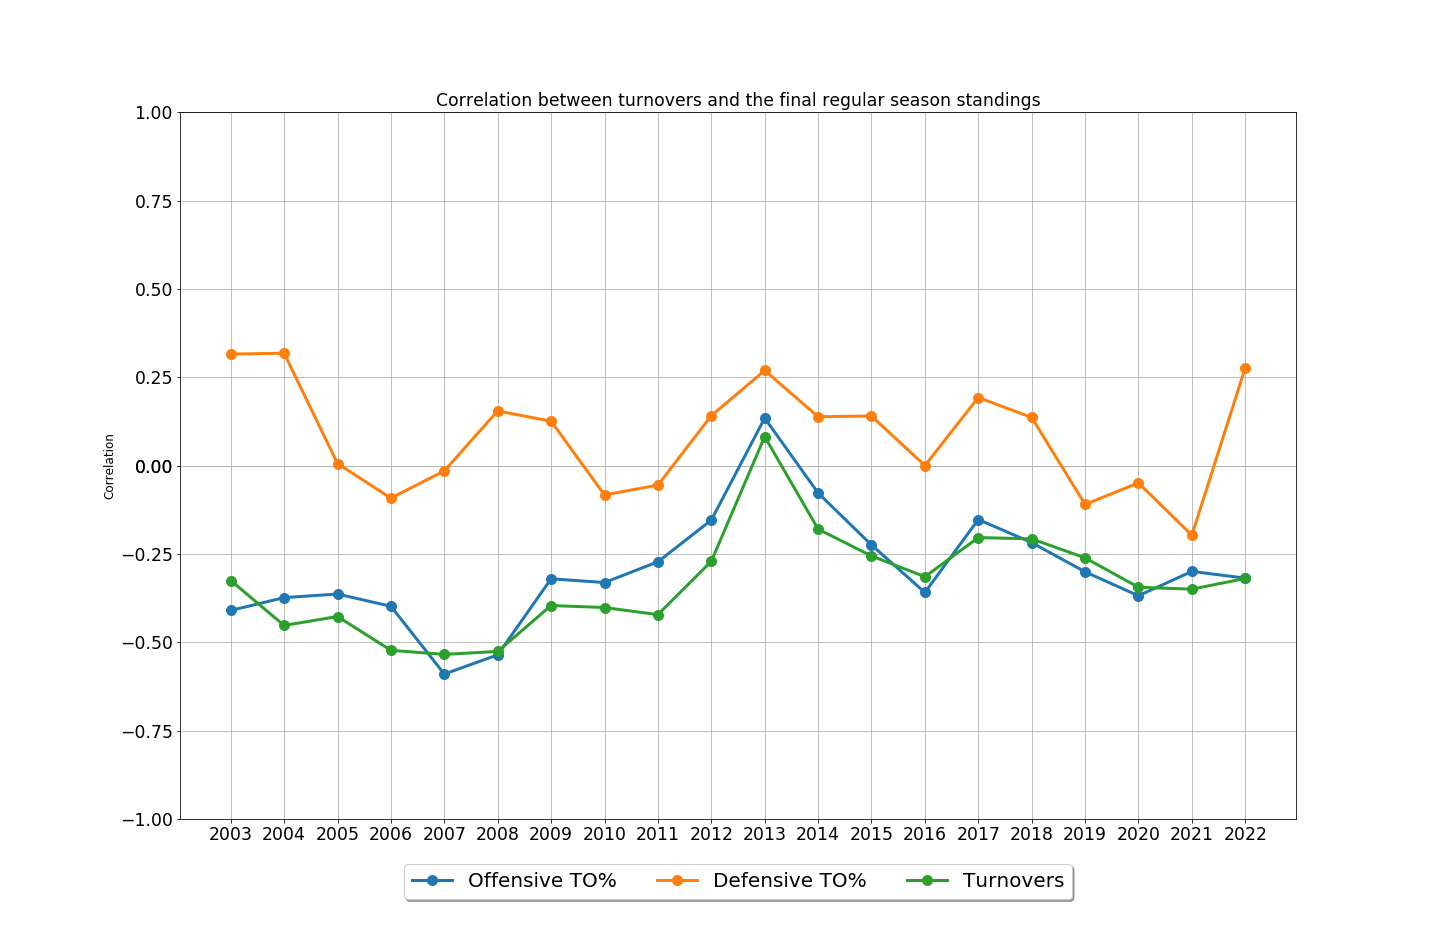 Correlation between turnovers and the final regular season standings
1.00
0.75
0.50
0.25
0.00
−0.25
−0.50
−0.75
−1.00
Correlation
2003 2004 2005 2006 2007 2008 2009 2010 2011 2012 2013 2014 2015 2016 2017 2018 2019 2020 2021 2022
Offensive TO% Defensive TO% Turnovers